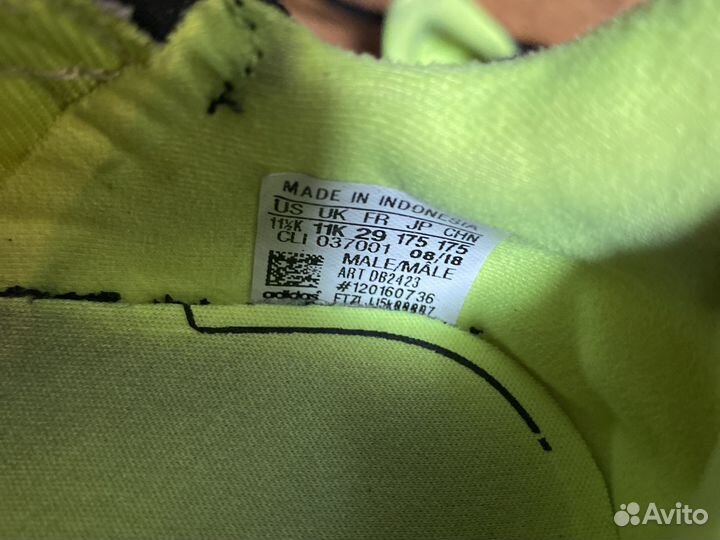 MADE IN INDONESIA
US UK FR JP CHN
11½K 11K 29 175 175
CLI 037001 08/18
MALE/MÂLE
ART DB2423
#120160736
adidas
Avito